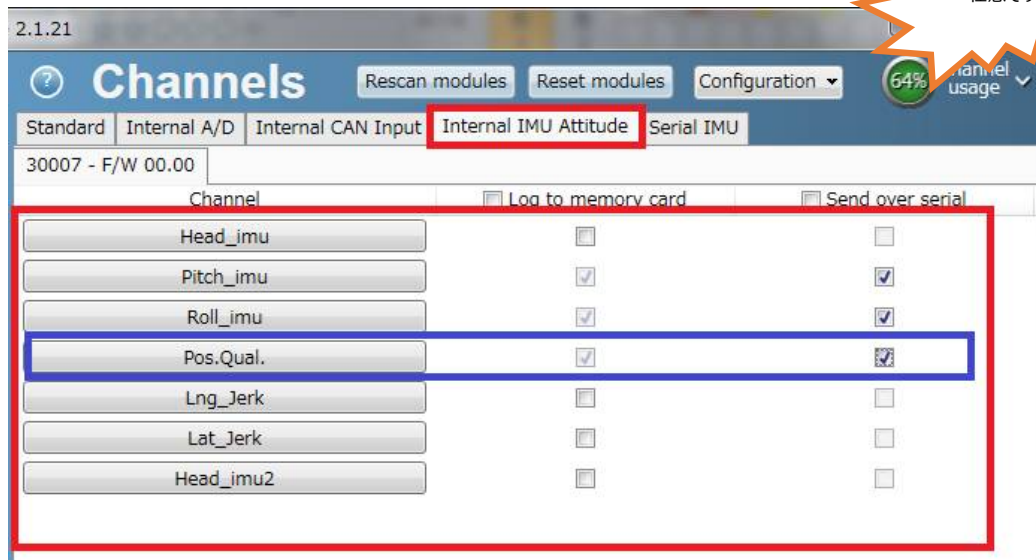 2.1.21
? Channels Rescan modules Reset modules Configuration 64% usage
Standard Internal A/D Internal CAN Input Internal IMU Attitude Serial IMU
30007 - F/W 00.00
Channel Log to memory card Send over serial
Head_imu
Pitch_imu
Roll_imu
Pos.Qual.
Lng_Jerk
Lat_Jerk
Head_imu2